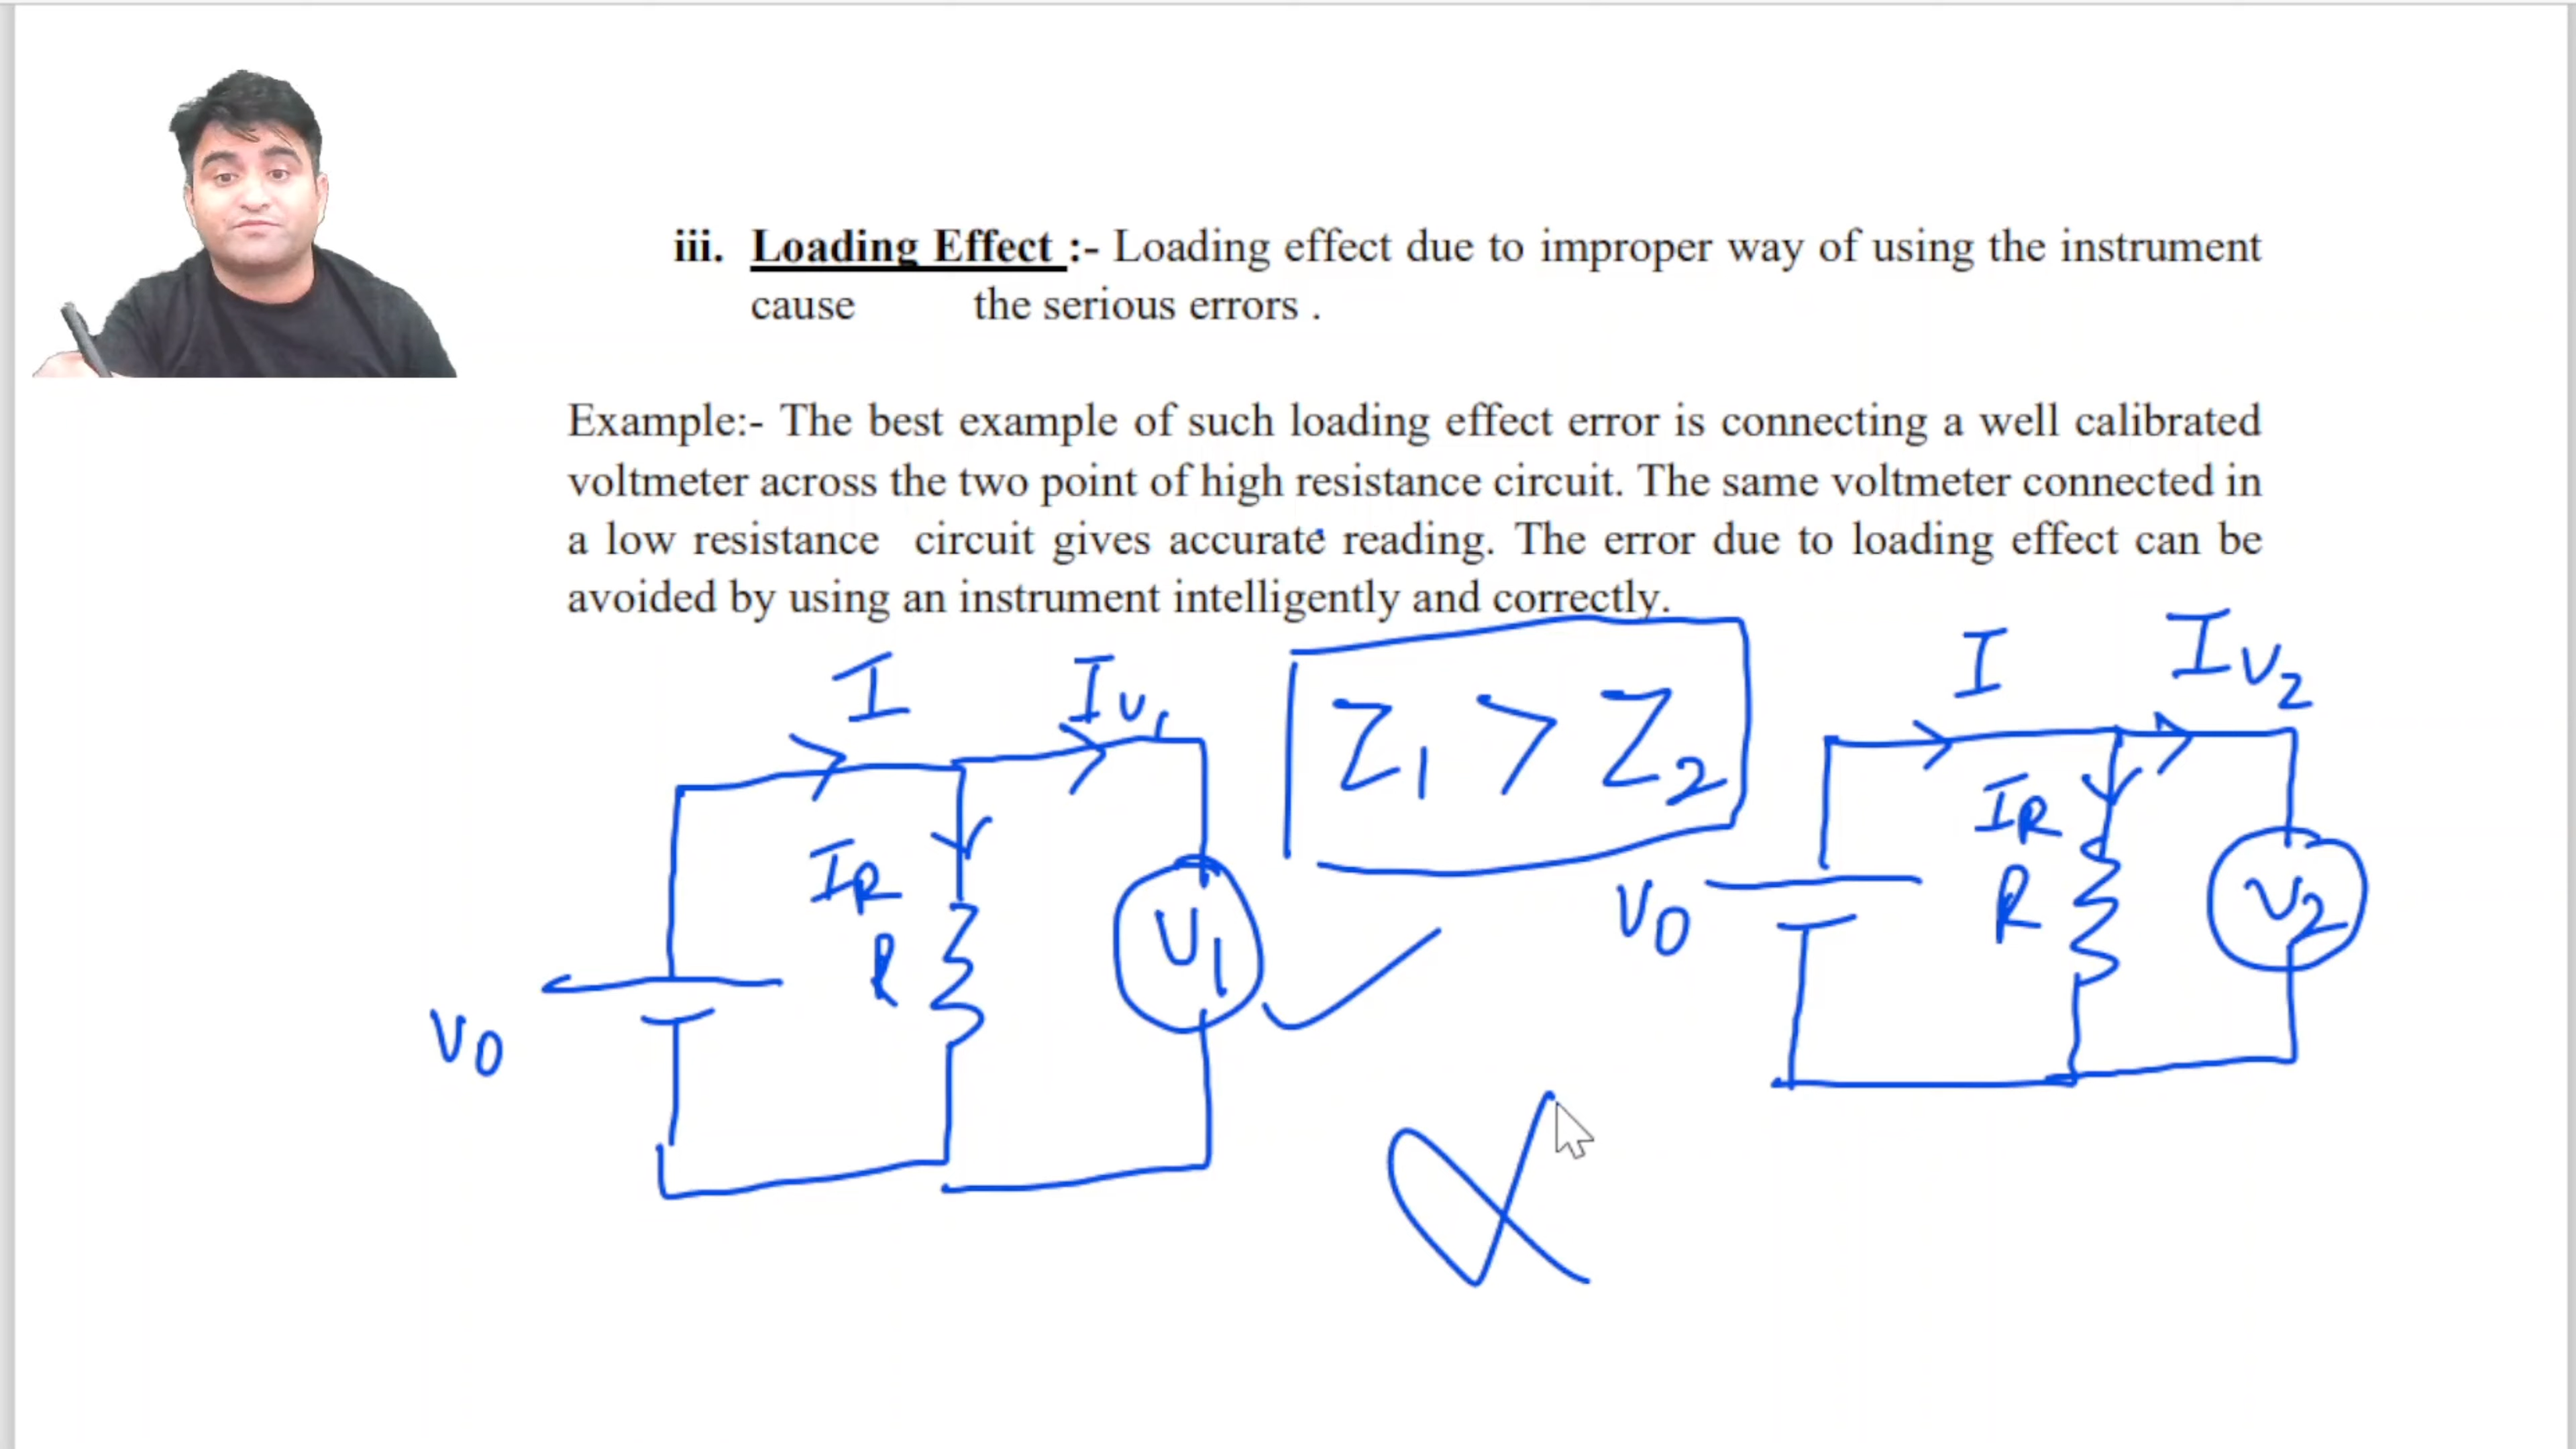 iii. Loading Effect :- Loading effect due to improper way of using the instrument
cause the serious errors .
Example:- The best example of such loading effect error is connecting a well calibrated
voltmeter across the two point of high resistance circuit. The same voltmeter connected in
a low resistance circuit gives accurate reading. The error due to loading effect can be
avoided by using an instrument intelligently and correctly.
I
Iv1
IR
R
V1
V0
Z1 > Z2
I
IV2
IR
R
V2
V0